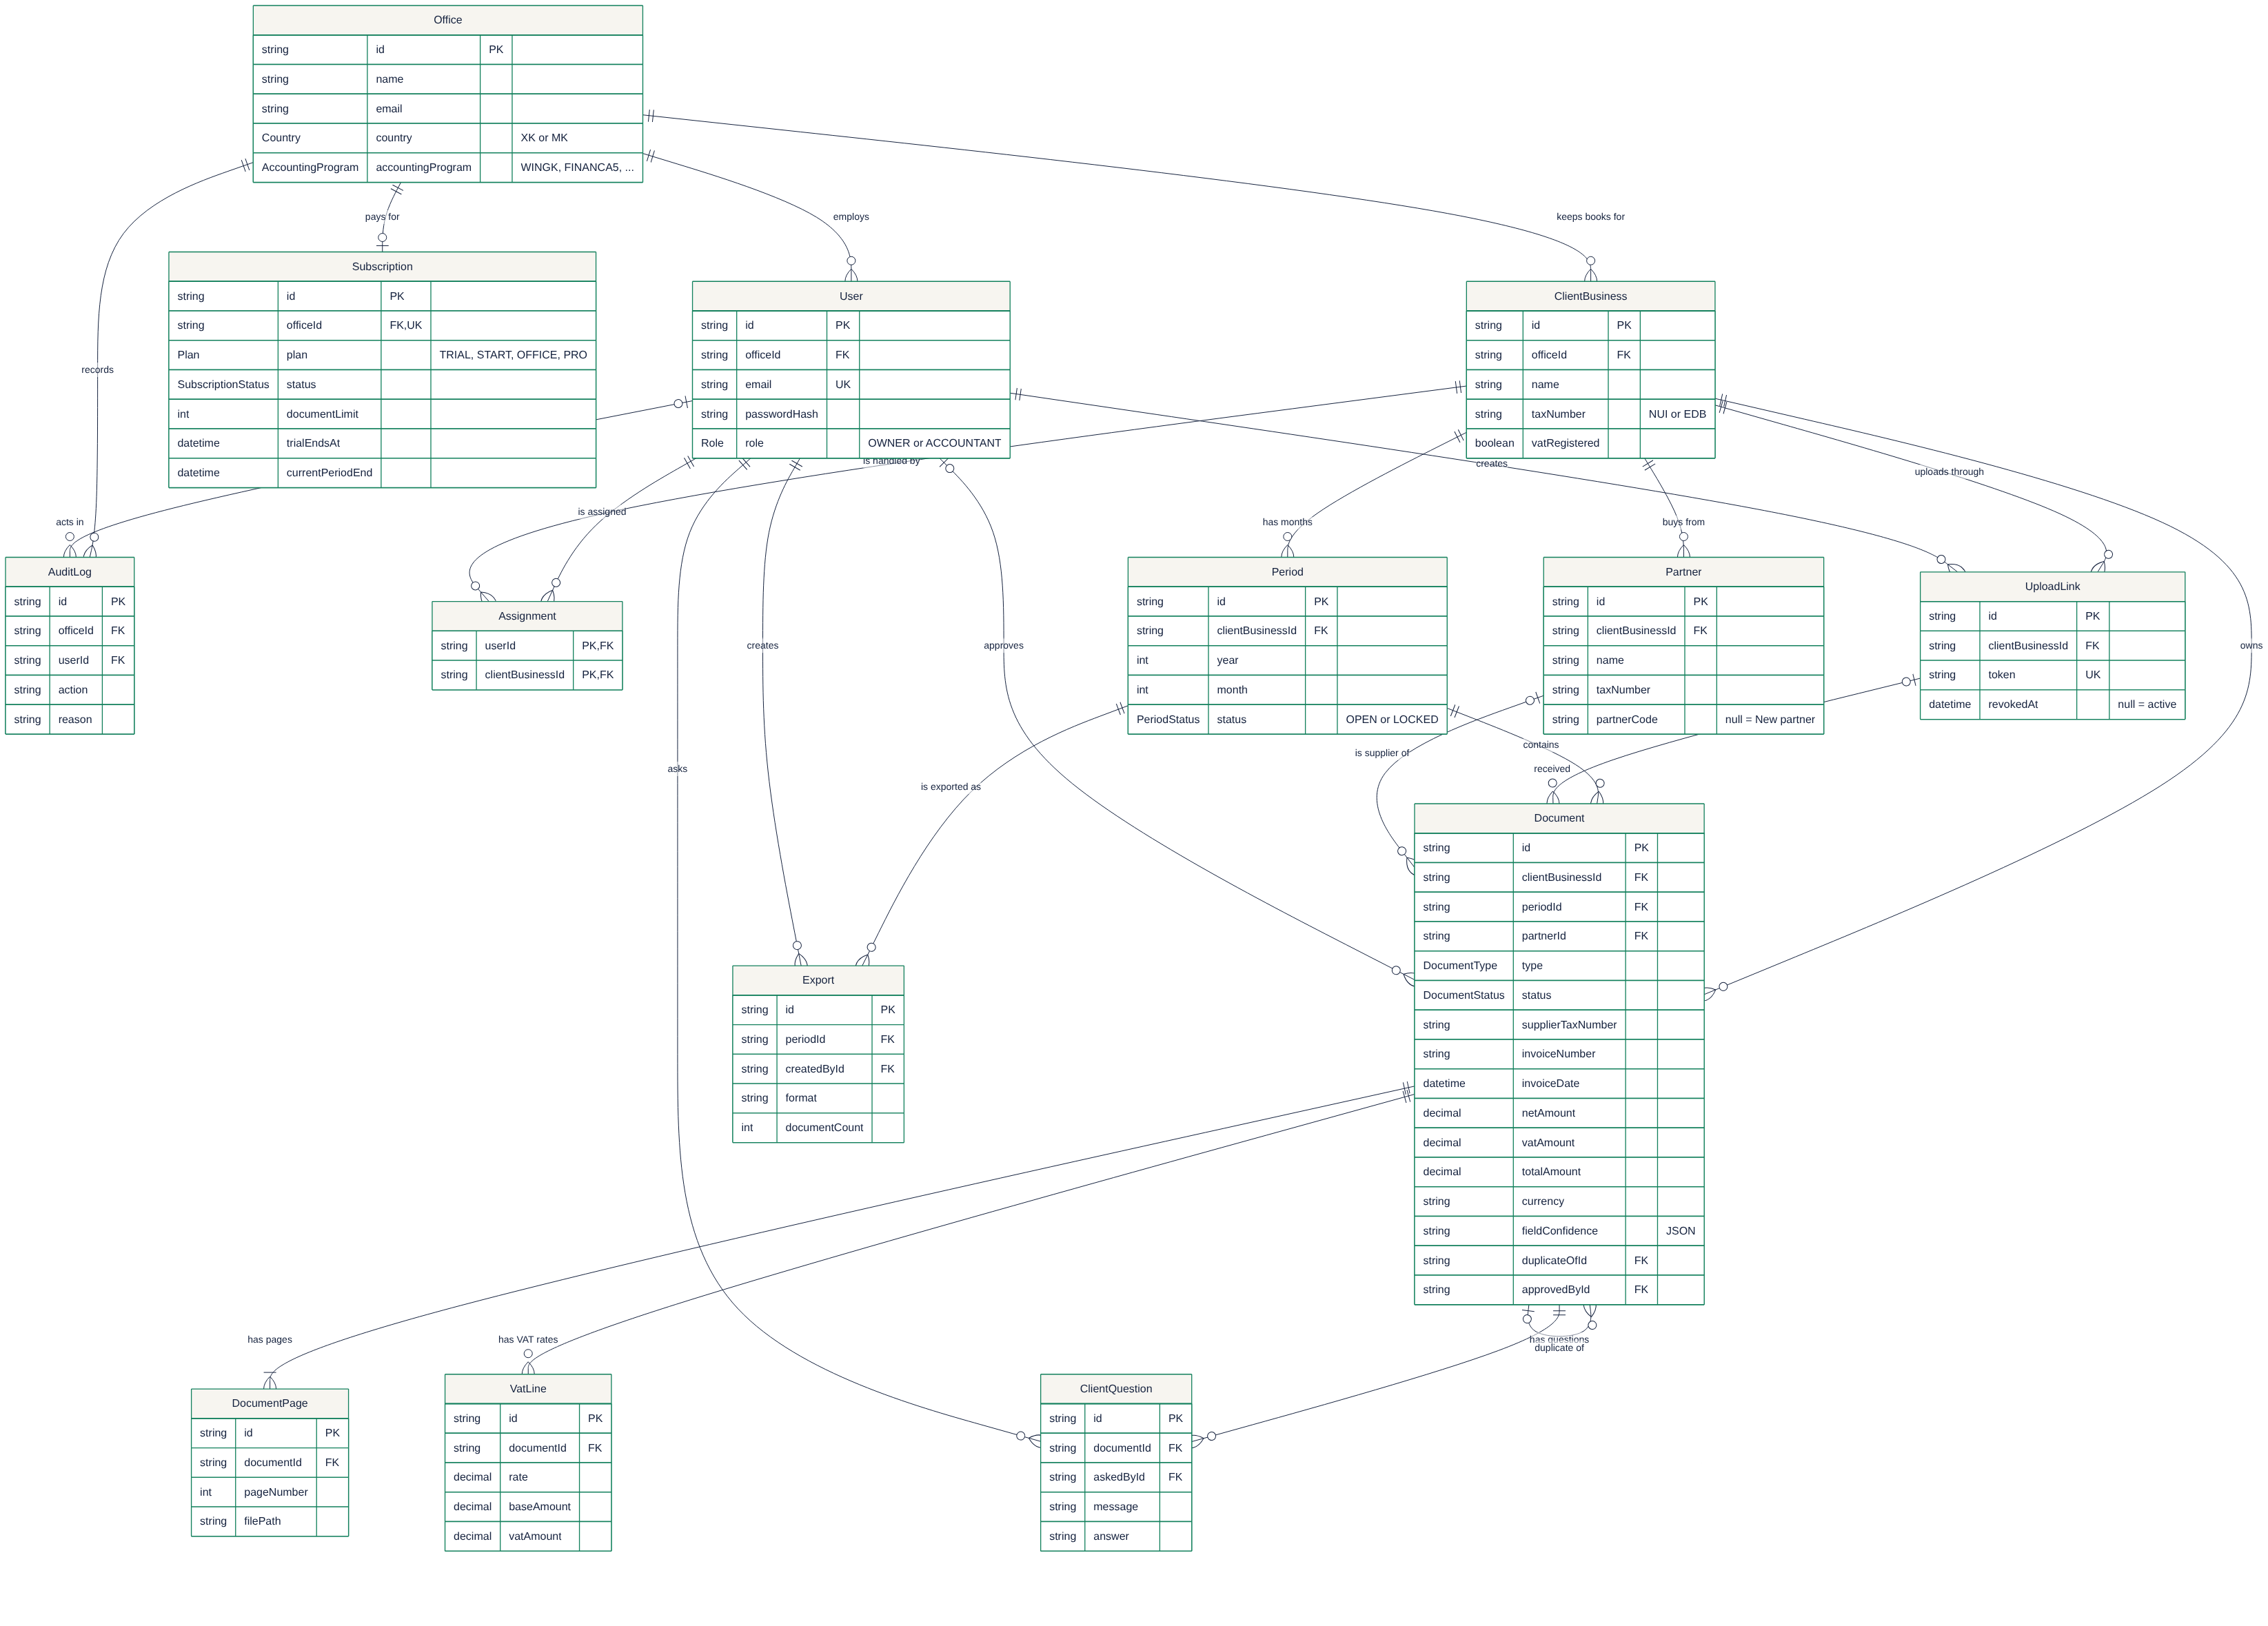 Office
string id PK
string name
string email
Country country XK or MK
AccountingProgram accountingProgram WINGK, FINANCA5, ...
pays for
employs
keeps books for
records
Subscription
string id PK
string officeId FK,UK
Plan plan TRIAL, START, OFFICE, PRO
SubscriptionStatus status
int documentLimit
datetime trialEndsAt
datetime currentPeriodEnd
User
string id PK
string officeId FK
string email UK
string passwordHash
Role role OWNER or ACCOUNTANT
ClientBusiness
string id PK
string officeId FK
string name
string taxNumber NUI or EDB
boolean vatRegistered
is handled by
creates
uploads through
acts in
is assigned
has months
buys from
AuditLog
string id PK
string officeId FK
string userId FK
string action
string reason
Assignment
string userId PK,FK
string clientBusinessId PK,FK
creates
approves
Period
string id PK
string clientBusinessId FK
int year
int month
PeriodStatus status OPEN or LOCKED
Partner
string id PK
string clientBusinessId FK
string name
string taxNumber
string partnerCode null = New partner
UploadLink
string id PK
string clientBusinessId FK
string token UK
datetime revokedAt null = active
owns
asks
is exported as
is supplier of
contains
received
Document
string id PK
string clientBusinessId FK
string periodId FK
string partnerId FK
DocumentType type
DocumentStatus status
string supplierTaxNumber
string invoiceNumber
datetime invoiceDate
decimal netAmount
decimal vatAmount
decimal totalAmount
string currency
string fieldConfidence JSON
string duplicateOfId FK
string approvedById FK
Export
string id PK
string periodId FK
string createdById FK
string format
int documentCount
has pages
has VAT rates
has questions
duplicate of
DocumentPage
string id PK
string documentId FK
int pageNumber
string filePath
VatLine
string id PK
string documentId FK
decimal rate
decimal baseAmount
decimal vatAmount
ClientQuestion
string id PK
string documentId FK
string askedById FK
string message
string answer